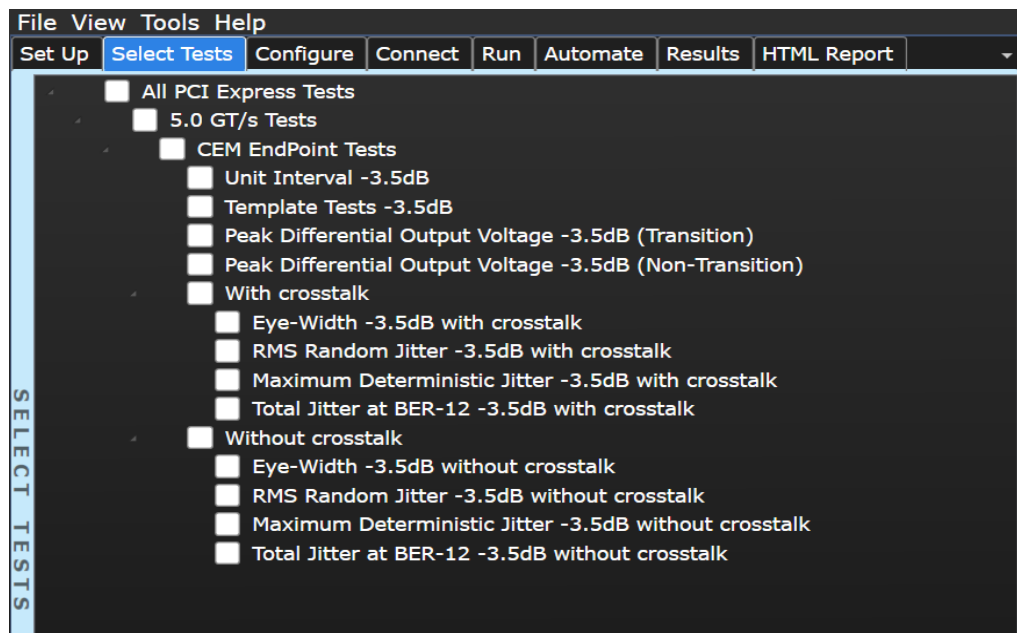 File View Tools Help
Set Up Select Tests Configure Connect Run Automate Results HTML Report
All PCI Express Tests
5.0 GT/s Tests
CEM EndPoint Tests
Unit Interval -3.5dB
Template Tests -3.5dB
Peak Differential Output Voltage -3.5dB (Transition)
Peak Differential Output Voltage -3.5dB (Non-Transition)
With crosstalk
Eye-Width -3.5dB with crosstalk
RMS Random Jitter -3.5dB with crosstalk
Maximum Deterministic Jitter -3.5dB with crosstalk
Total Jitter at BER-12 -3.5dB with crosstalk
Without crosstalk
Eye-Width -3.5dB without crosstalk
RMS Random Jitter -3.5dB without crosstalk
Maximum Deterministic Jitter -3.5dB without crosstalk
Total Jitter at BER-12 -3.5dB without crosstalk
SELECT TESTS